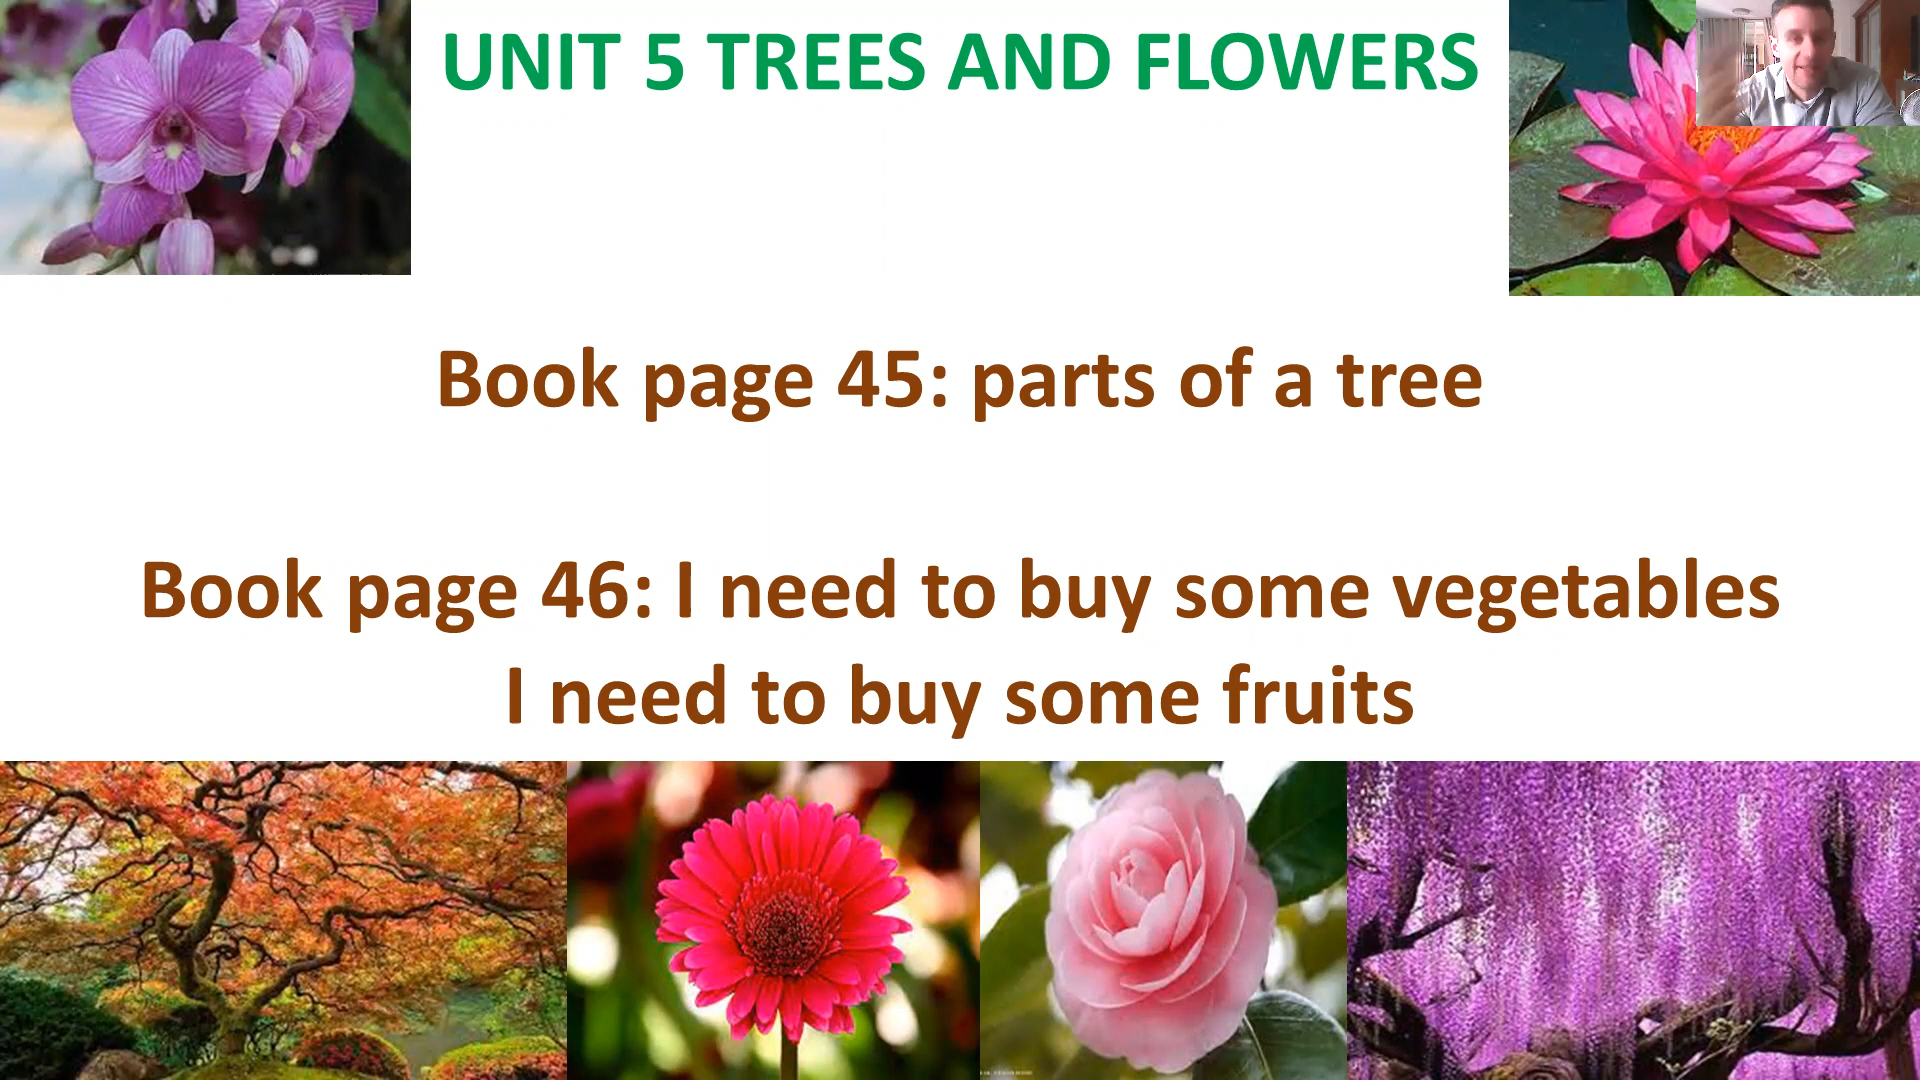 UNIT 5 TREES AND FLOWERS
Book page 45: parts of a tree
Book page 46: I need to buy some vegetables
I need to buy some fruits